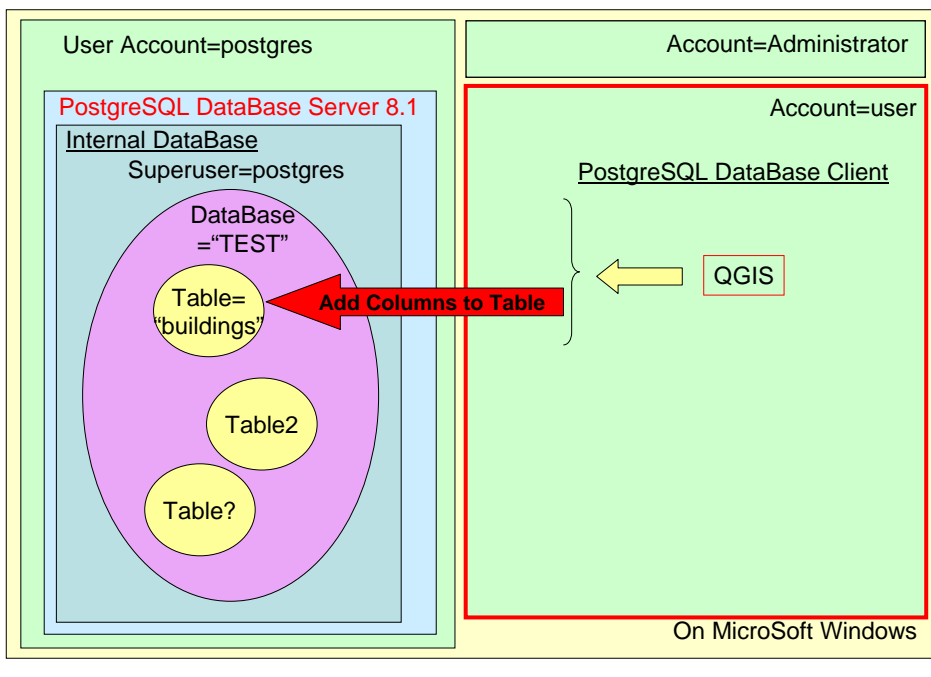 User Account=postgres
Account=Administrator
PostgreSQL DataBase Server 8.1
Account=user
Internal DataBase
Superuser=postgres
PostgreSQL DataBase Client
DataBase
=“TEST”
Table=
“buildings”
Add Columns to Table
QGIS
Table2
Table?
On MicroSoft Windows